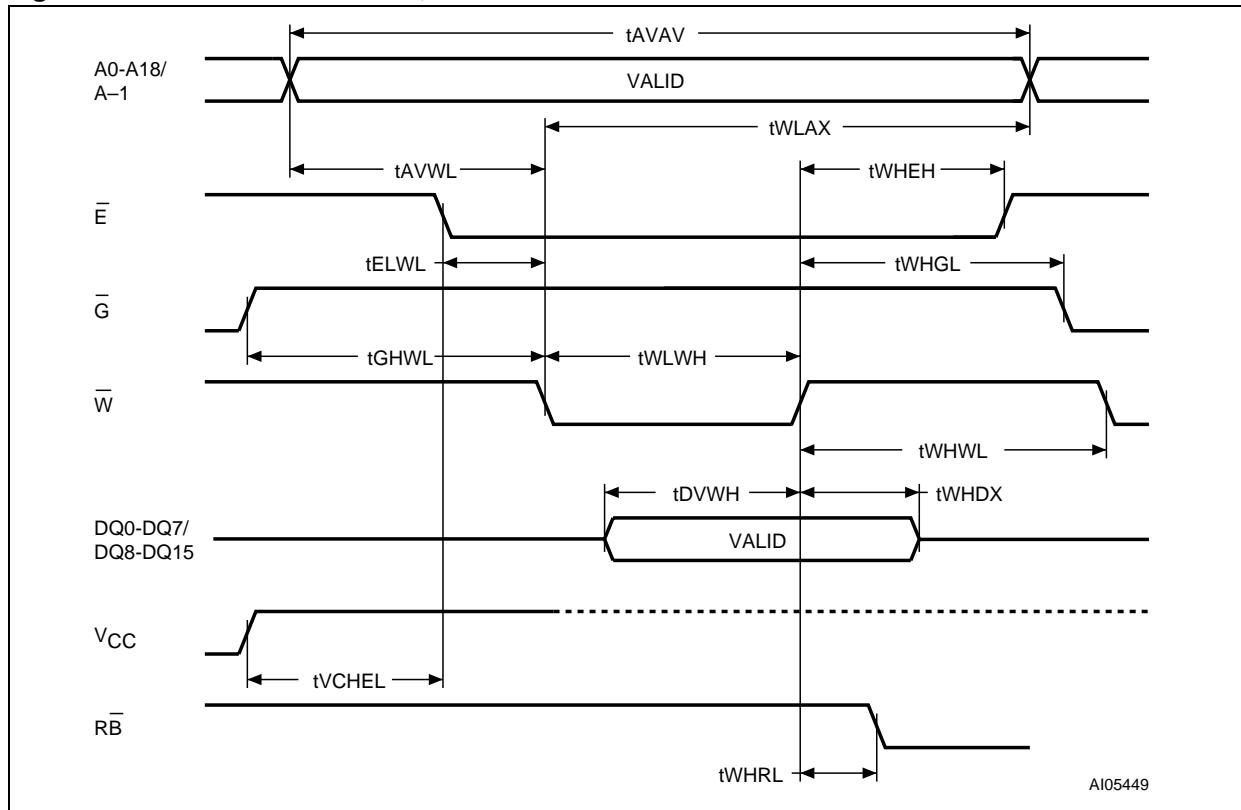 tAVAV
A0-A18/
A–1
VALID
tWLAX
tAVWL
tWHEH
E̅
tELWL
tWHGL
G̅
tGHWL
tWLWH
W̅
tWHWL
tDVWH
tWHDX
DQ0-DQ7/
DQ8-DQ15
VALID
VCC
tVCHEL
RB̅
tWHRL
AI05449